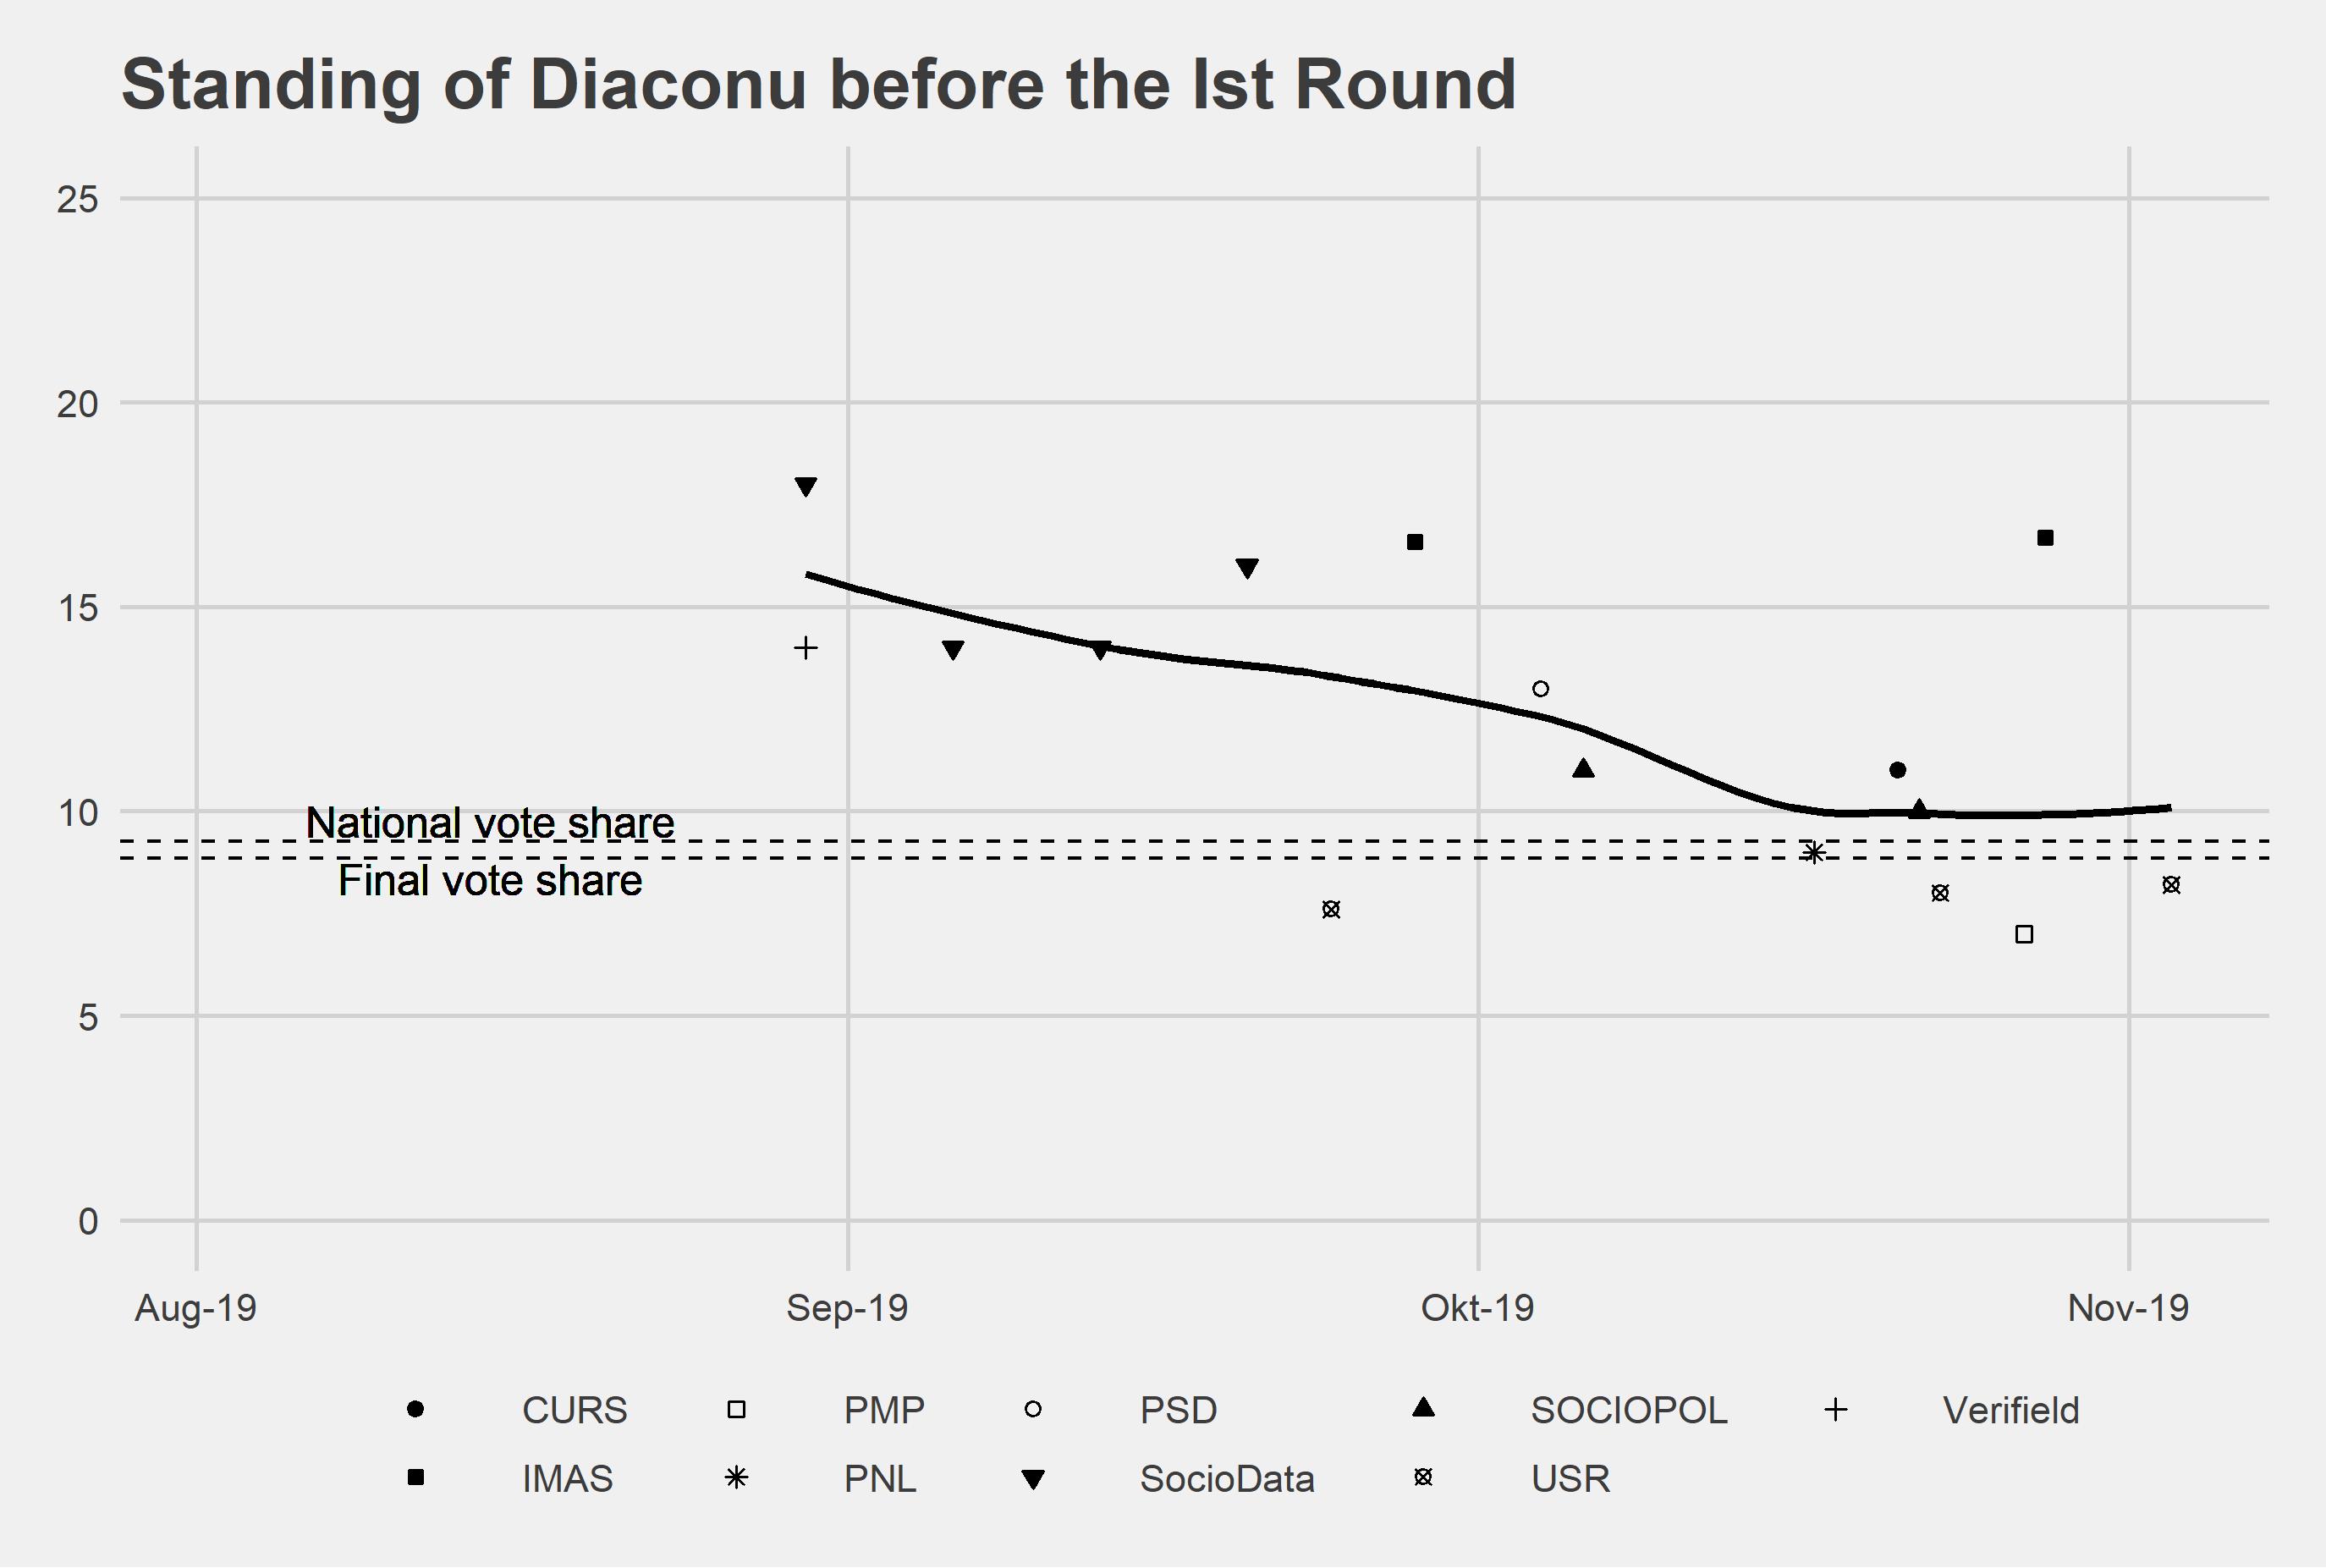 Standing of Diaconu before the Ist Round
25
20
15
10
5
0
National vote share
Final vote share
Aug-19 Sep-19 Okt-19 Nov-19
CURS PMP PSD SOCIOPOL Verifield
IMAS PNL SocioData USR